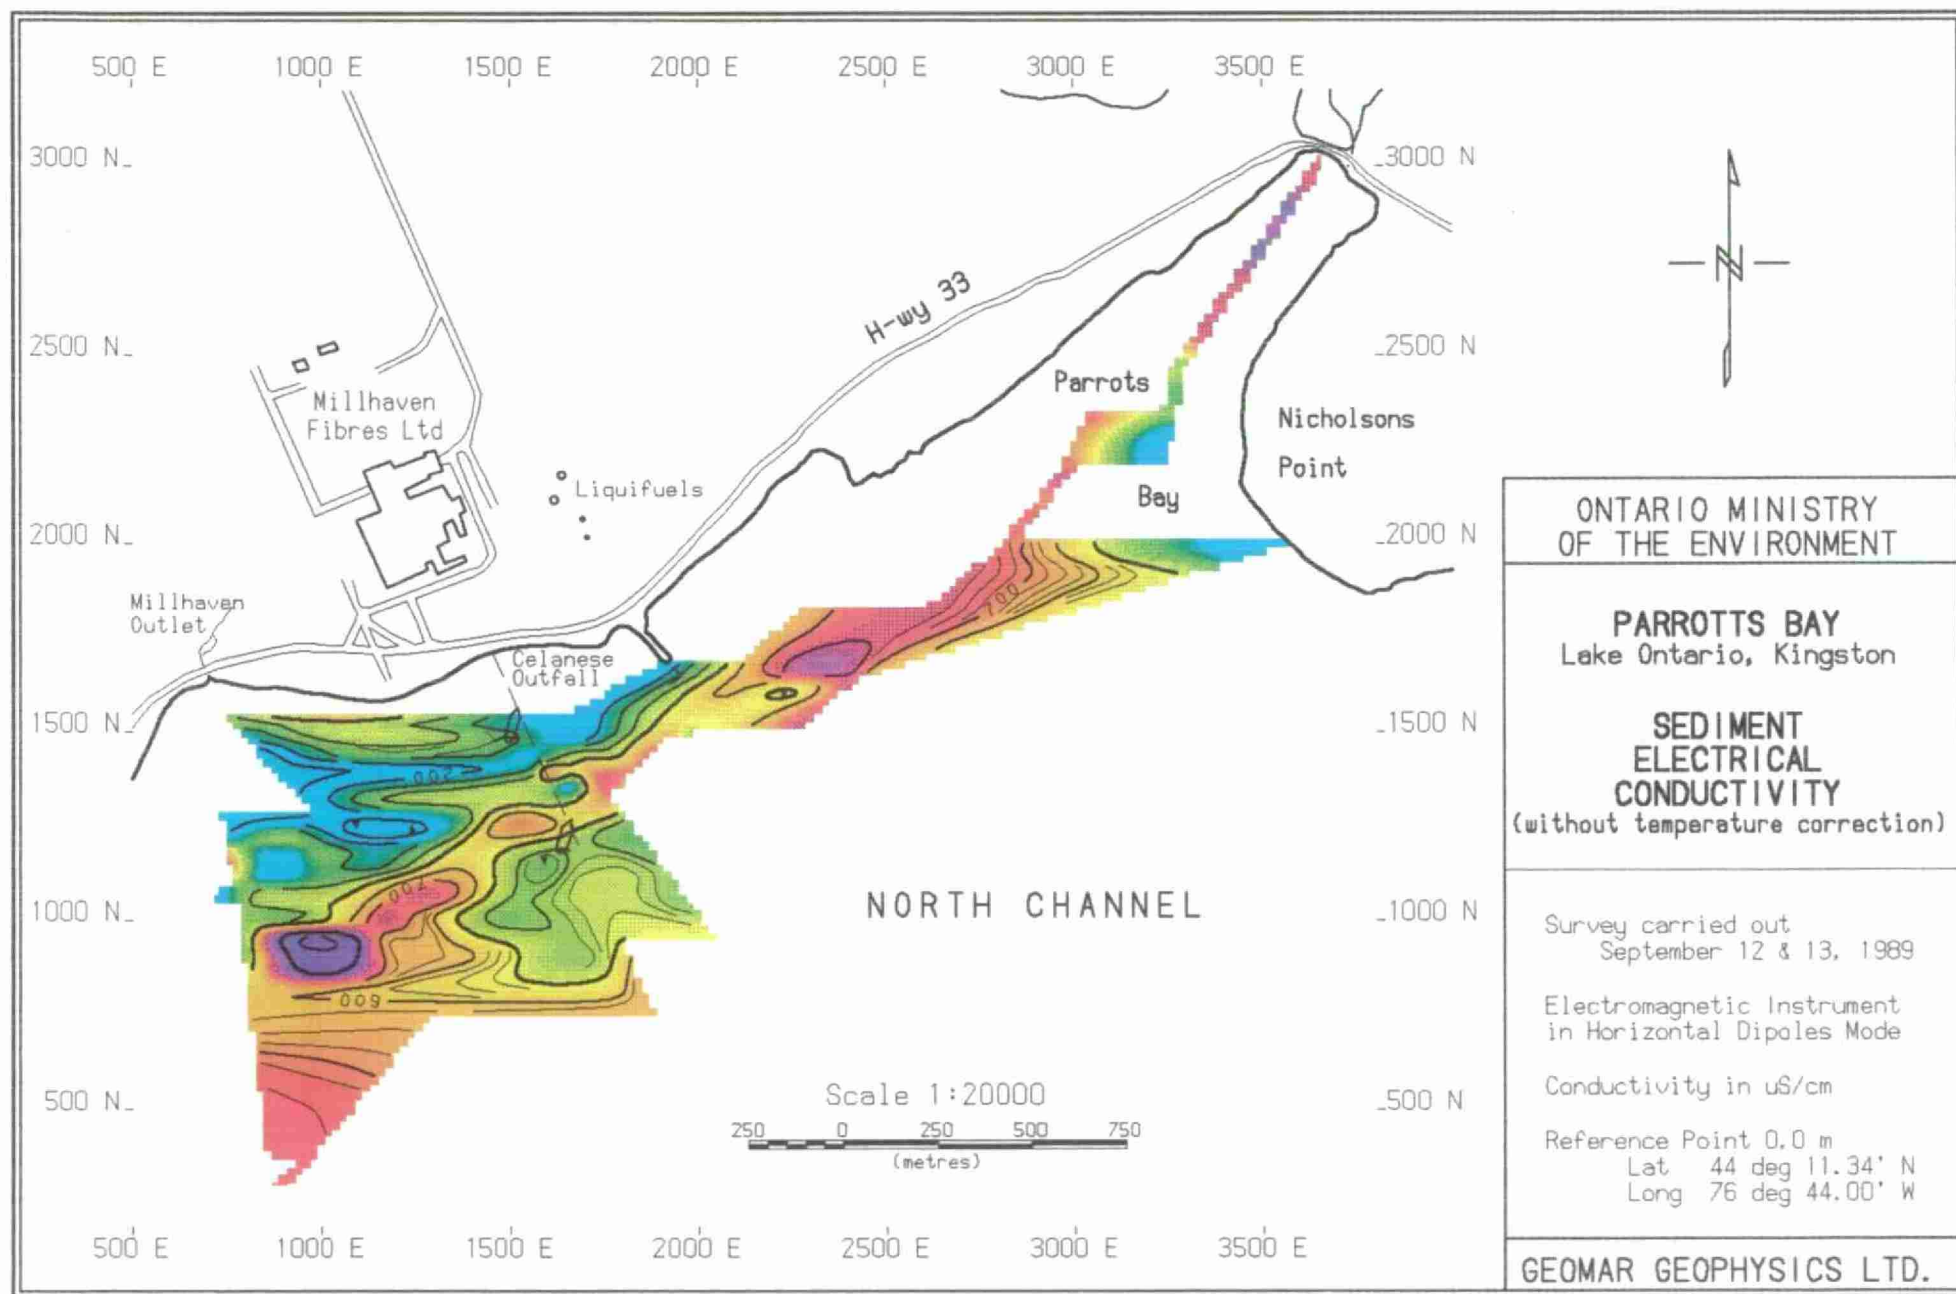 500 E 1000 E 1500 E 2000 E 2500 E 3000 E 3500 E
3000 N 3000 N
H-wy 33
2500 N 2500 N
Parrots
Millhaven
Fibres Ltd
Nicholsons
Point
Liquifuels
Bay
2000 N 2000 N
Millhaven
Outlet
700
Celanese
Outfall
1500 N 1500 N
200
700
1000 N 1000 N
NORTH CHANNEL
600
500 N 500 N
Scale 1:20000
250 0 250 500 750
(metres)
500 E 1000 E 1500 E 2000 E 2500 E 3000 E 3500 E
N
ONTARIO MINISTRY
OF THE ENVIRONMENT
PARROTTS BAY
Lake Ontario, Kingston
SEDIMENT
ELECTRICAL
CONDUCTIVITY
(without temperature correction)
Survey carried out
September 12 & 13, 1989
Electromagnetic Instrument
in Horizontal Dipoles Mode
Conductivity in uS/cm
Reference Point 0,0 m
Lat 44 deg 11.34' N
Long 76 deg 44.00' W
GEOMAR GEOPHYSICS LTD.